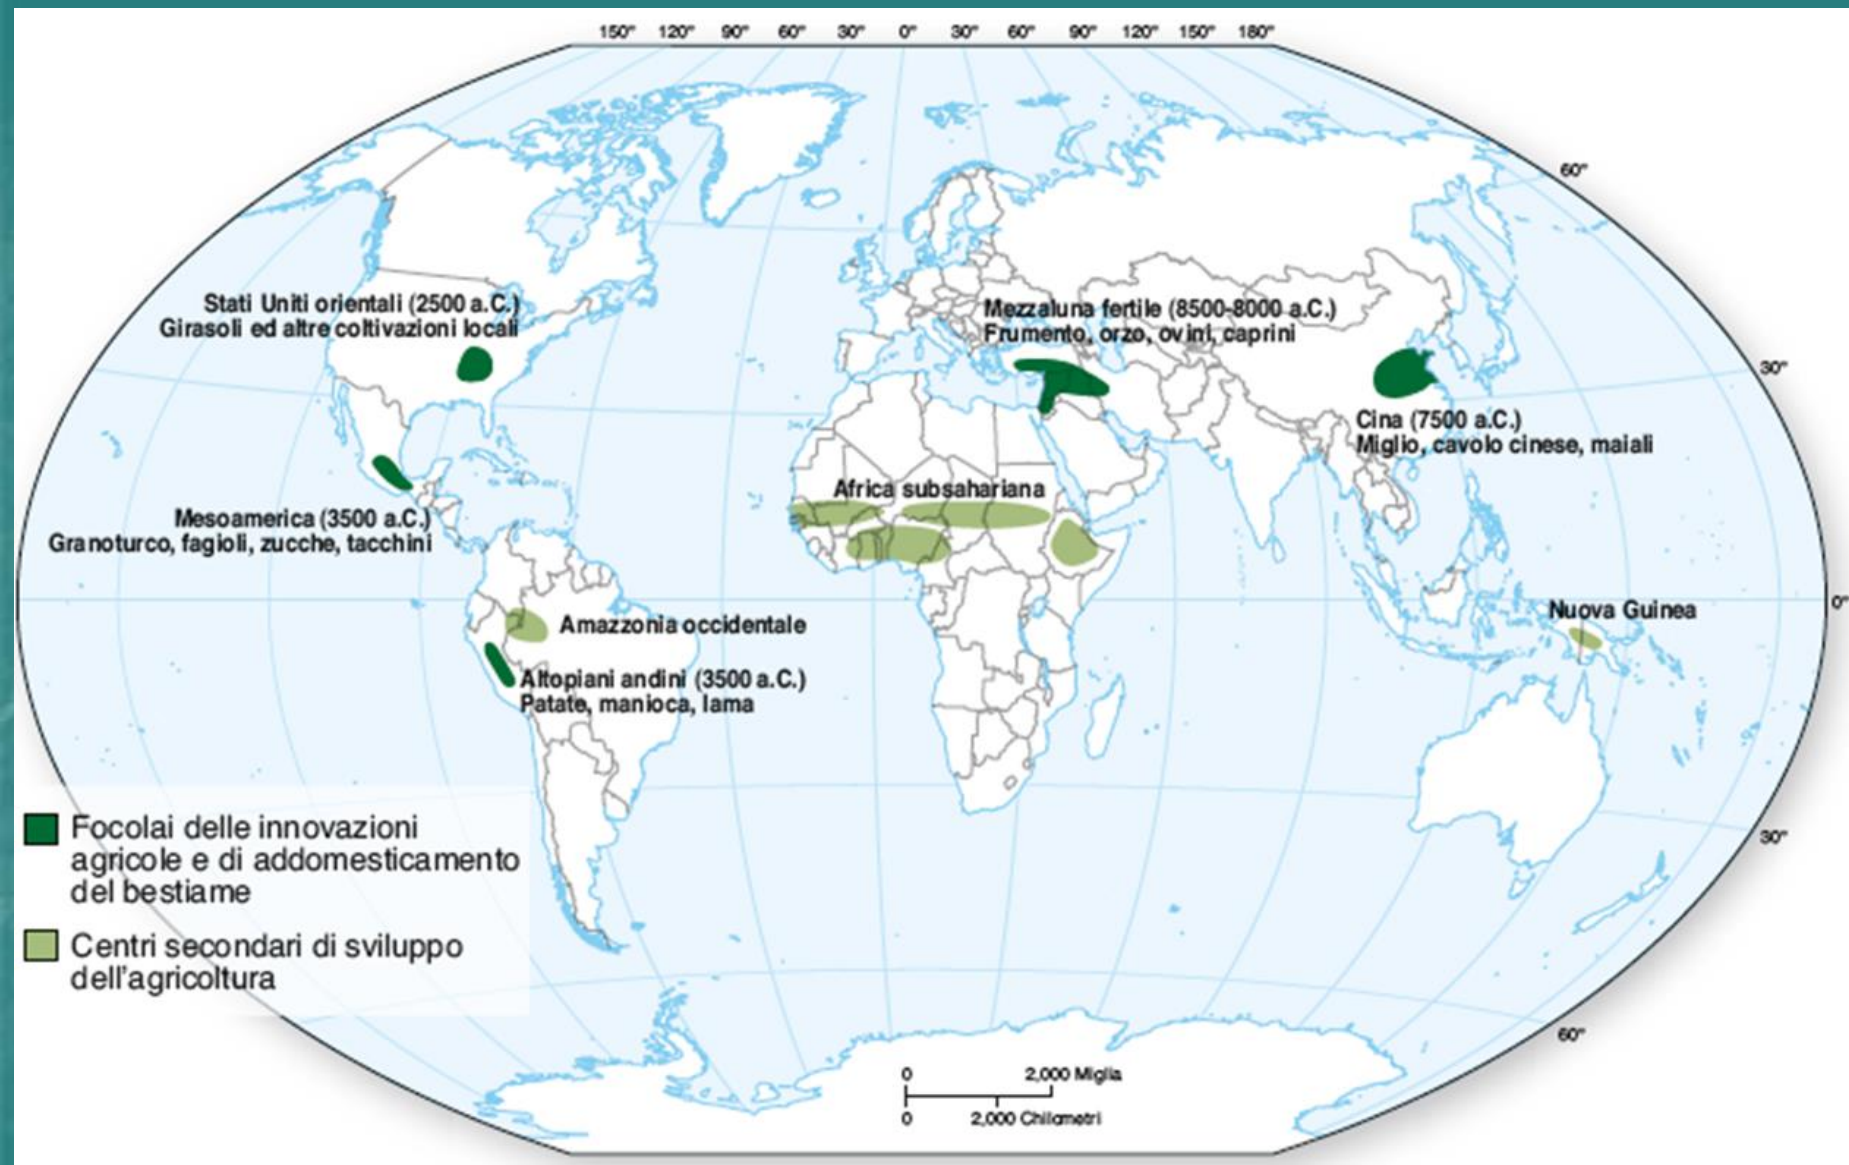 150° 120° 90° 60° 30° 0° 30° 60° 90° 120° 150° 180°
60°
Stati Uniti orientali (2500 a.C.)
Girasoli ed altre coltivazioni locali
Mezzaluna fertile (8500-8000 a.C.)
Frumento, orzo, ovini, caprini
30°
Cina (7500 a.C.)
Miglio, cavolo cinese, maiali
Africa subsahariana
Mesoamerica (3500 a.C.)
Granoturco, fagioli, zucche, tacchini
0°
Nuova Guinea
Amazzonia occidentale
Altopiani andini (3500 a.C.)
Patate, manioca, lama
Focolai delle innovazioni
agricole e di addomesticamento
del bestiame
30°
Centri secondari di sviluppo
dell'agricoltura
60°
0 2,000 Miglia
0 2,000 Chilometri